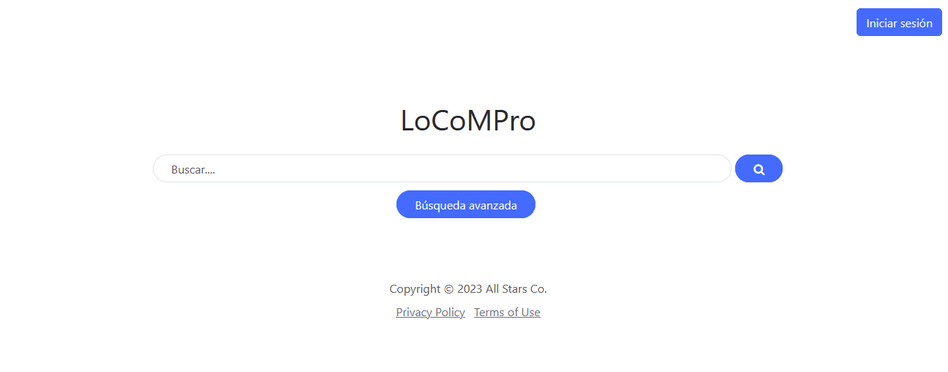 Iniciar sesión
LoCoMPro
Buscar....
Búsqueda avanzada
Copyright © 2023 All Stars Co.
Privacy Policy Terms of Use